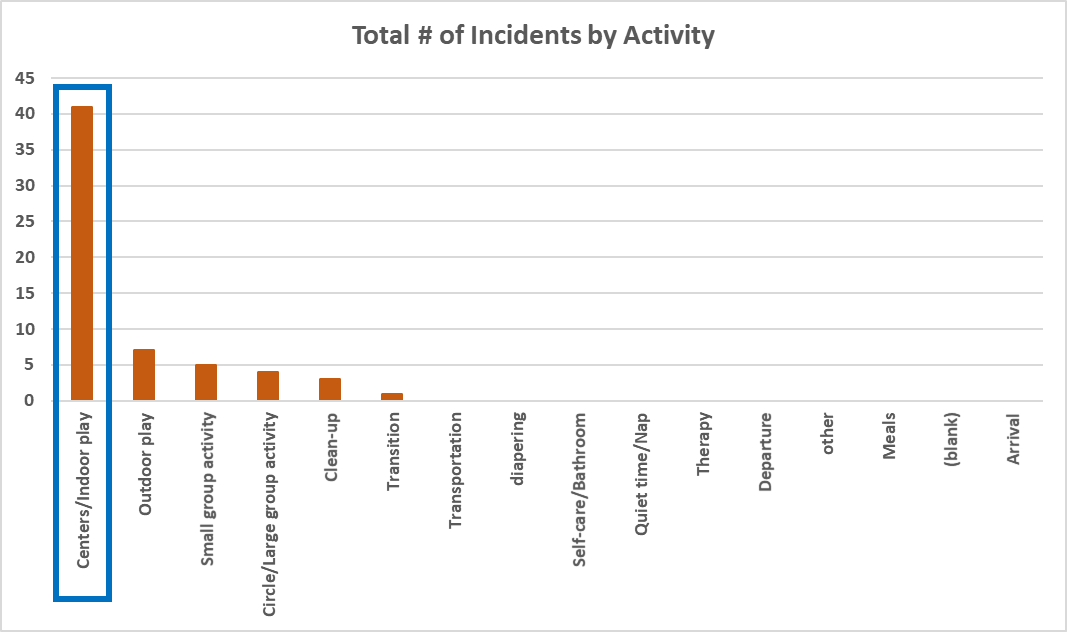 Total # of Incidents by Activity
45
40
35
30
25
20
15
10
5
0
Centers/Indoor play
Outdoor play
Small group activity
Circle/Large group activity
Clean-up
Transition
Transportation
diapering
Self-care/Bathroom
Quiet time/Nap
Therapy
Departure
other
Meals
(blank)
Arrival